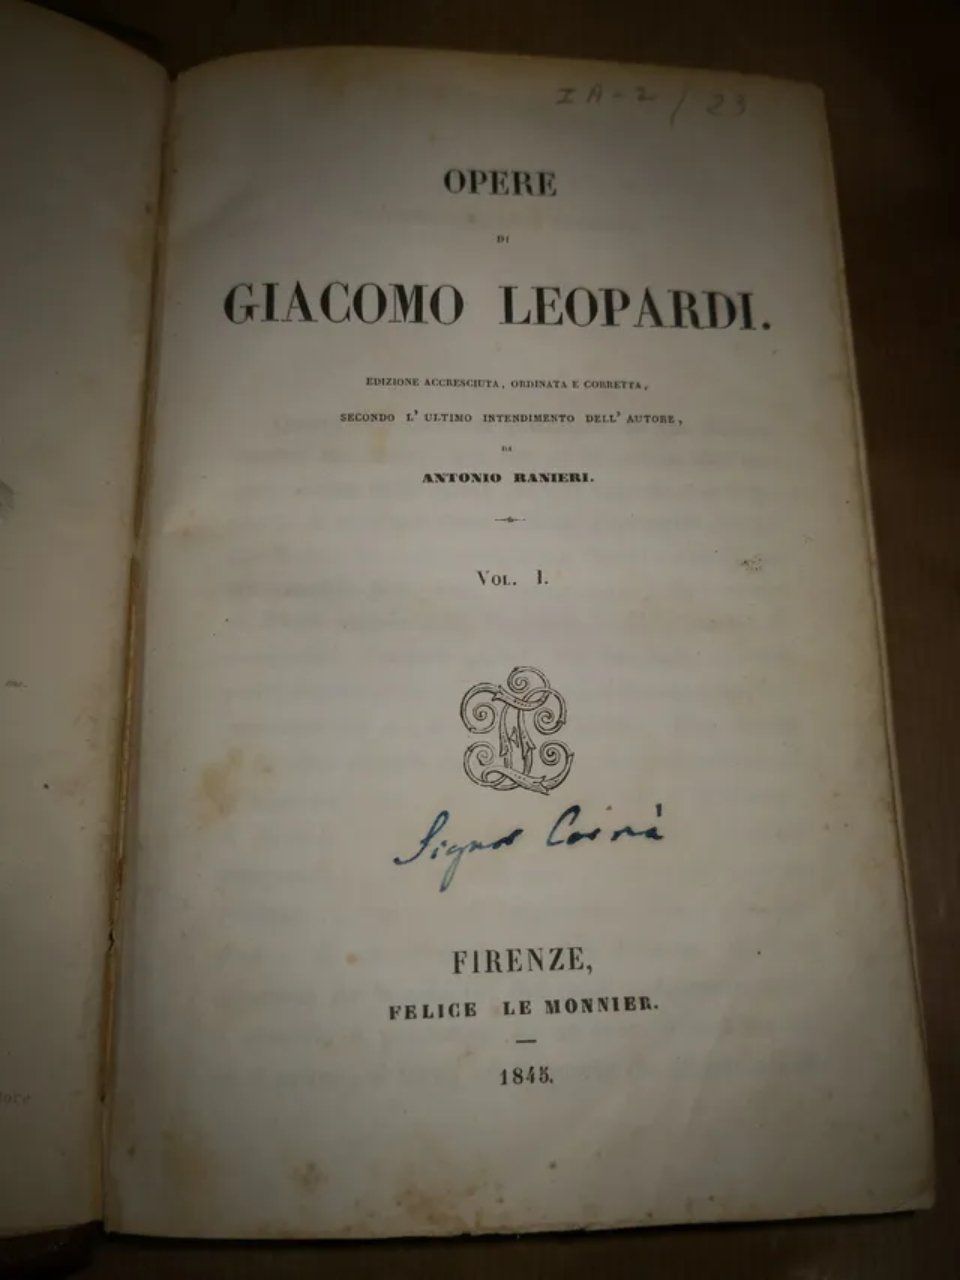 IA-2/23
OPERE
DI
GIACOMO LEOPARDI.
EDIZIONE ACCRESCIUTA, ORDINATA E CORRETTA,
SECONDO L' ULTIMO INTENDIMENTO DELL' AUTORE,
DA
ANTONIO RANIERI.
VOL. I.
Signor
FIRENZE,
FELICE LE MONNIER.
1845.